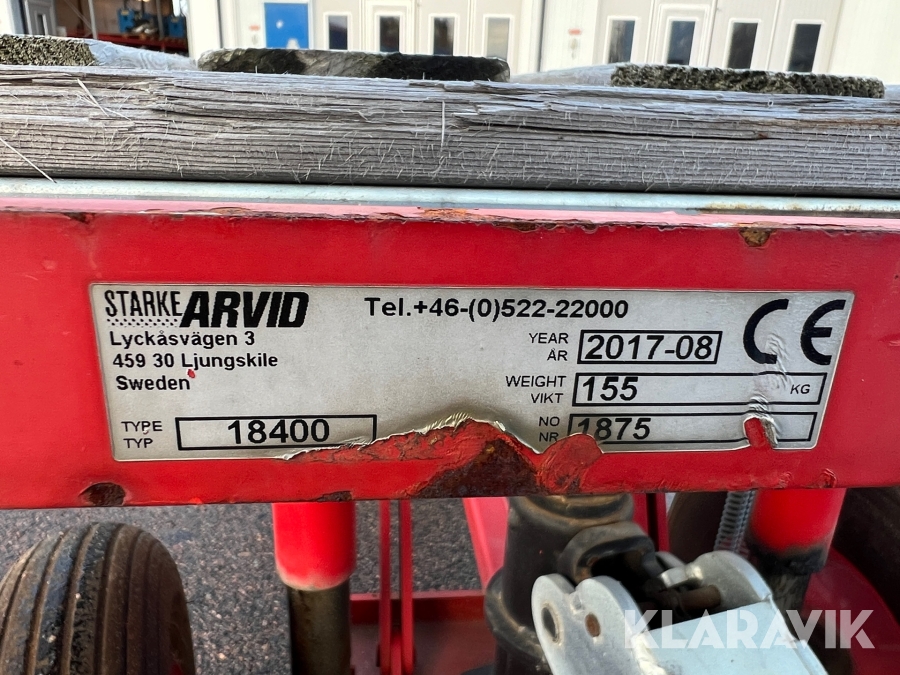 STARKE ARVID
Lyckåsvägen 3
459 30 Ljungskile
Sweden
TYPE
TYP
18400
Tel.+46-(0)522-22000
YEAR
ÅR
2017-08
CE
WEIGHT
VIKT
155
KG
NO
NR
1875
KLARAVIK